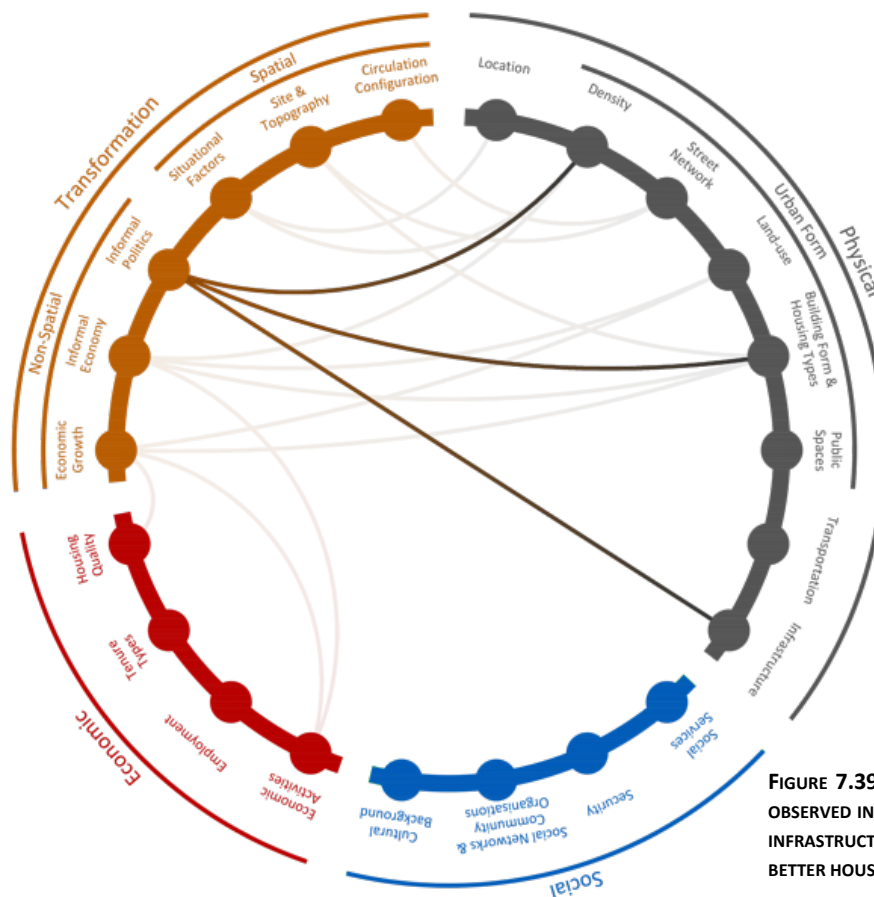 Transformation
Spatial
Non-Spatial
Circulation
Configuration
Site &
Topography
Situational
Factors
Informal
Politics
Informal
Economy
Economic
Growth
Physical
Urban Form
Location
Density
Street
Network
Land-use
Building Form &
Housing Types
Public
Spaces
Transportation
Infrastructure
Social
Services
Security
Social Networks &
Community
Organisations
Cultural
Background
Social
Economic
Activities
Employment
Tenure
Types
Housing
Quality
Economic
FIGURE 7.39
OBSERVED IN
INFRASTRUCT
BETTER HOUS